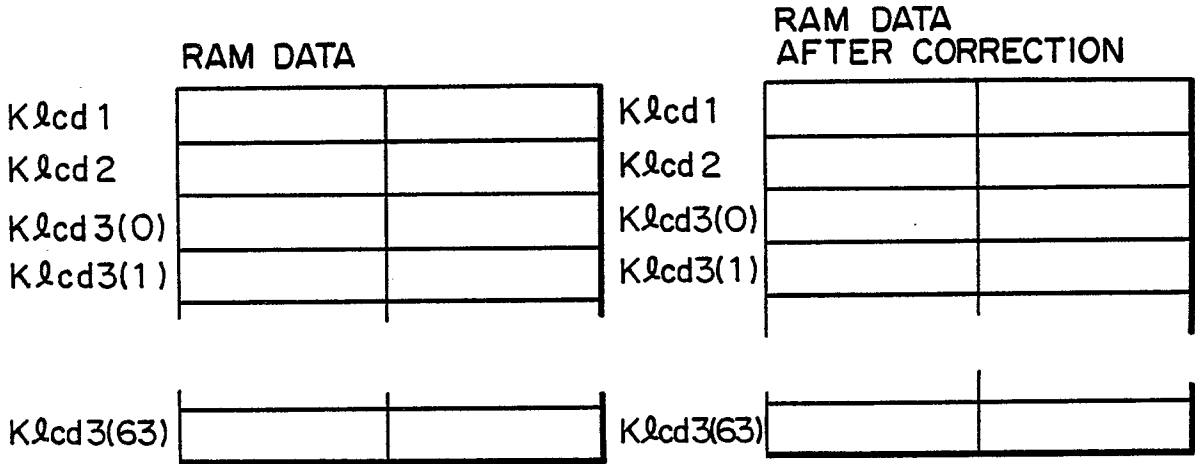 RAM DATA
Kℓcd1
Kℓcd2
Kℓcd3(0)
Kℓcd3(1)
Kℓcd3(63)
RAM DATA
AFTER CORRECTION
Kℓcd1
Kℓcd2
Kℓcd3(0)
Kℓcd3(1)
Kℓcd3(63)